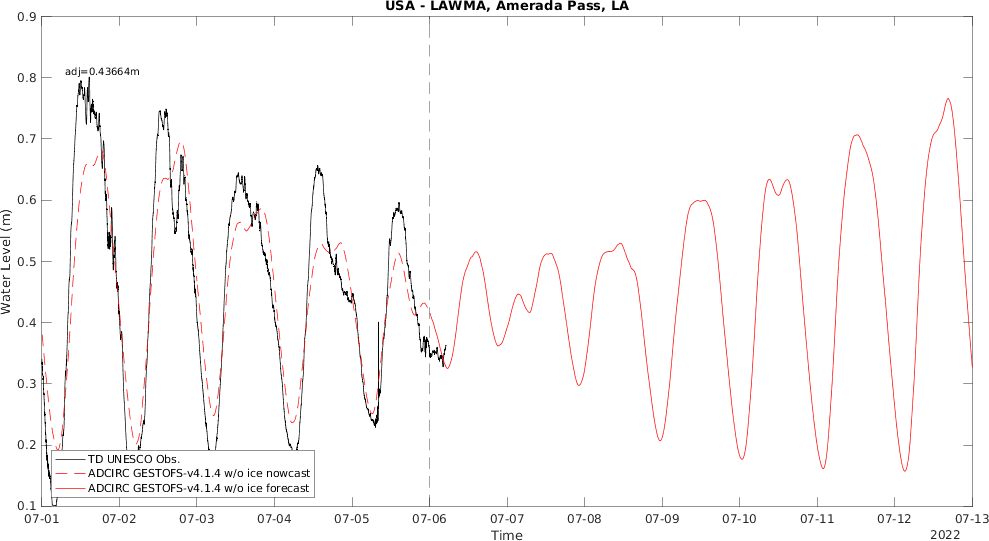 USA - LAWMA, Amerada Pass, LA
0.9
0.8
0.7
0.6
0.5
0.4
0.3
0.2
0.1
Water Level (m)
adj=0.43664m
TD UNESCO Obs.
ADCIRC GESTOFS-v4.1.4 w/o ice nowcast
ADCIRC GESTOFS-v4.1.4 w/o ice forecast
07-01 07-02 07-03 07-04 07-05 07-06 07-07 07-08 07-09 07-10 07-11 07-12 07-13
Time
2022